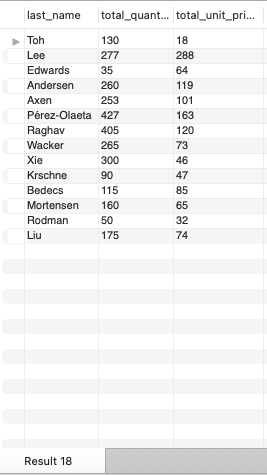 last_name total_quant... total_unit_pri...
Toh 130 18
Lee 277 288
Edwards 35 64
Andersen 260 119
Axen 253 101
Pérez-Olaeta 427 163
Raghav 405 120
Wacker 265 73
Xie 300 46
Krschne 90 47
Bedecs 115 85
Mortensen 160 65
Rodman 50 32
Liu 175 74
Result 18